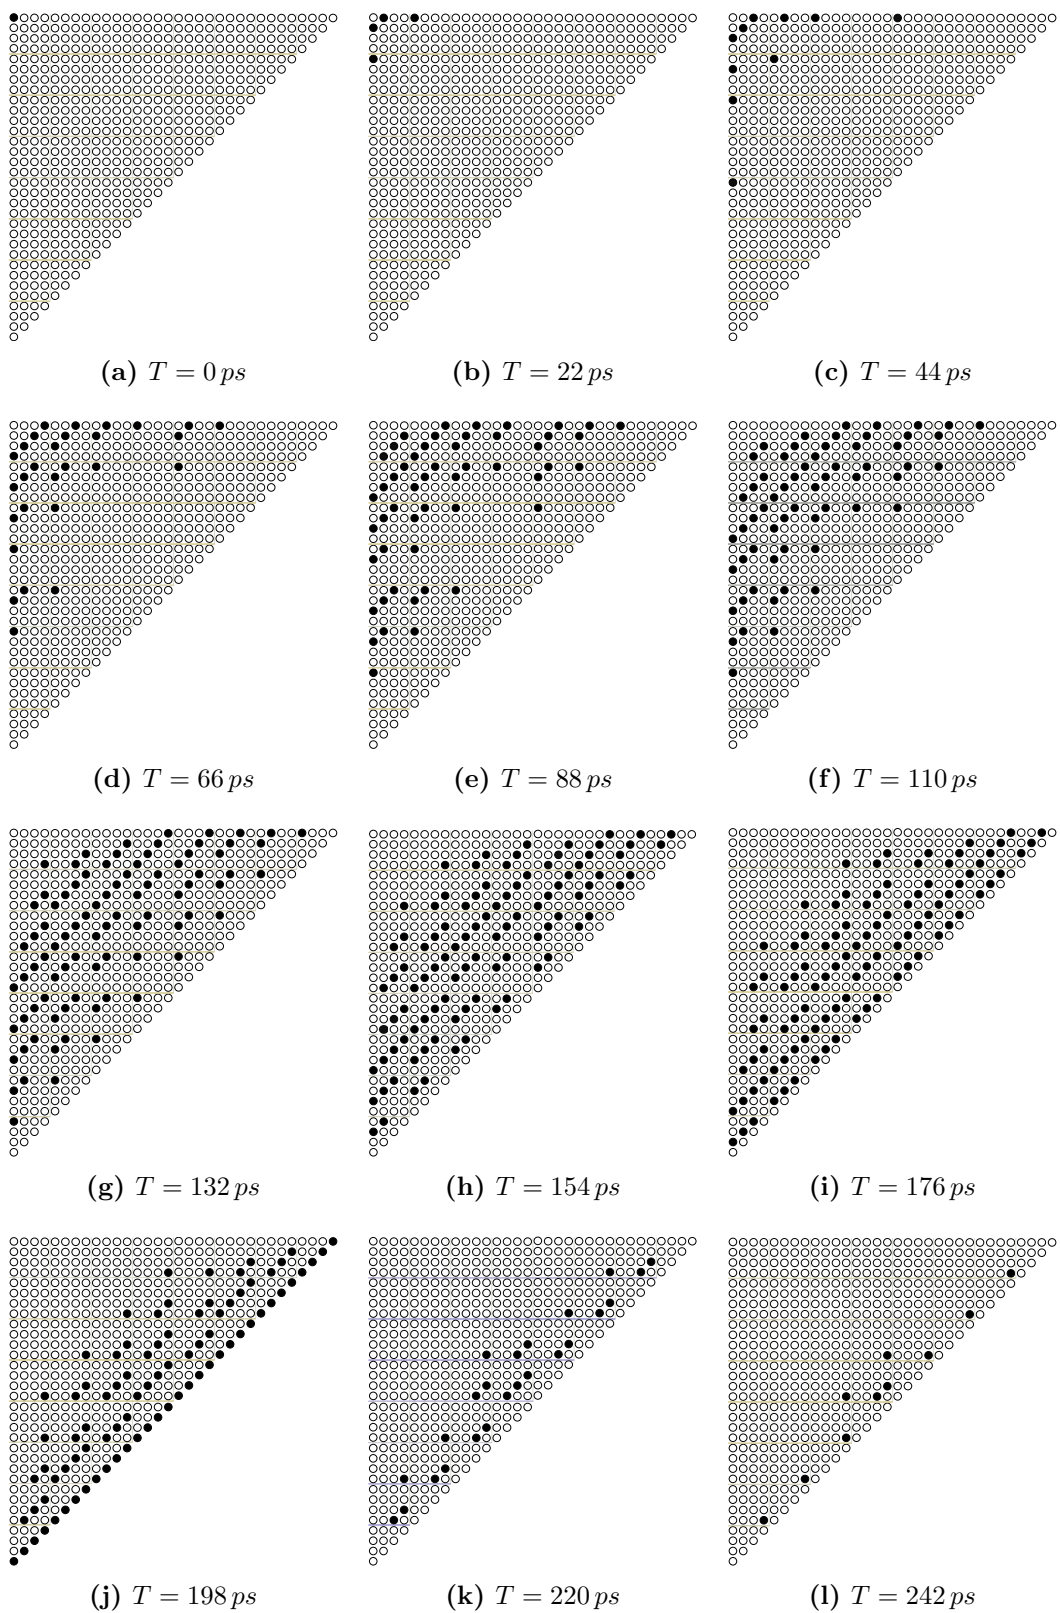 (a) T = 0 ps
(b) T = 22 ps
(c) T = 44 ps
(d) T = 66 ps
(e) T = 88 ps
(f) T = 110 ps
(g) T = 132 ps
(h) T = 154 ps
(i) T = 176 ps
(j) T = 198 ps
(k) T = 220 ps
(l) T = 242 ps